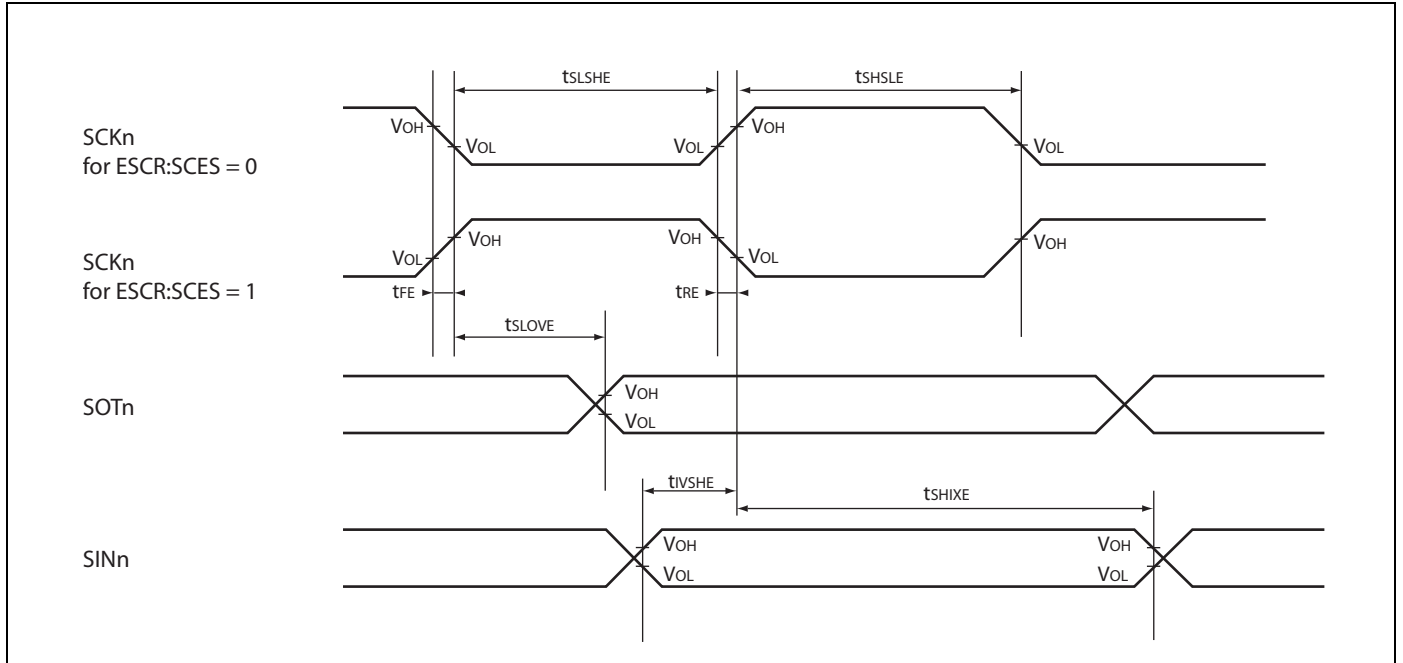 tSLSHE
tSHSLE
SCKn
for ESCR:SCES = 0
VOH
VOL
VOL
VOH
VOL
SCKn
for ESCR:SCES = 1
VOL
VOH
VOH
VOL
VOH
tFE
tRE
tSLOVE
SOTn
VOH
VOL
tIVSHE
tSHIXE
SINn
VOH
VOL
VOH
VOL